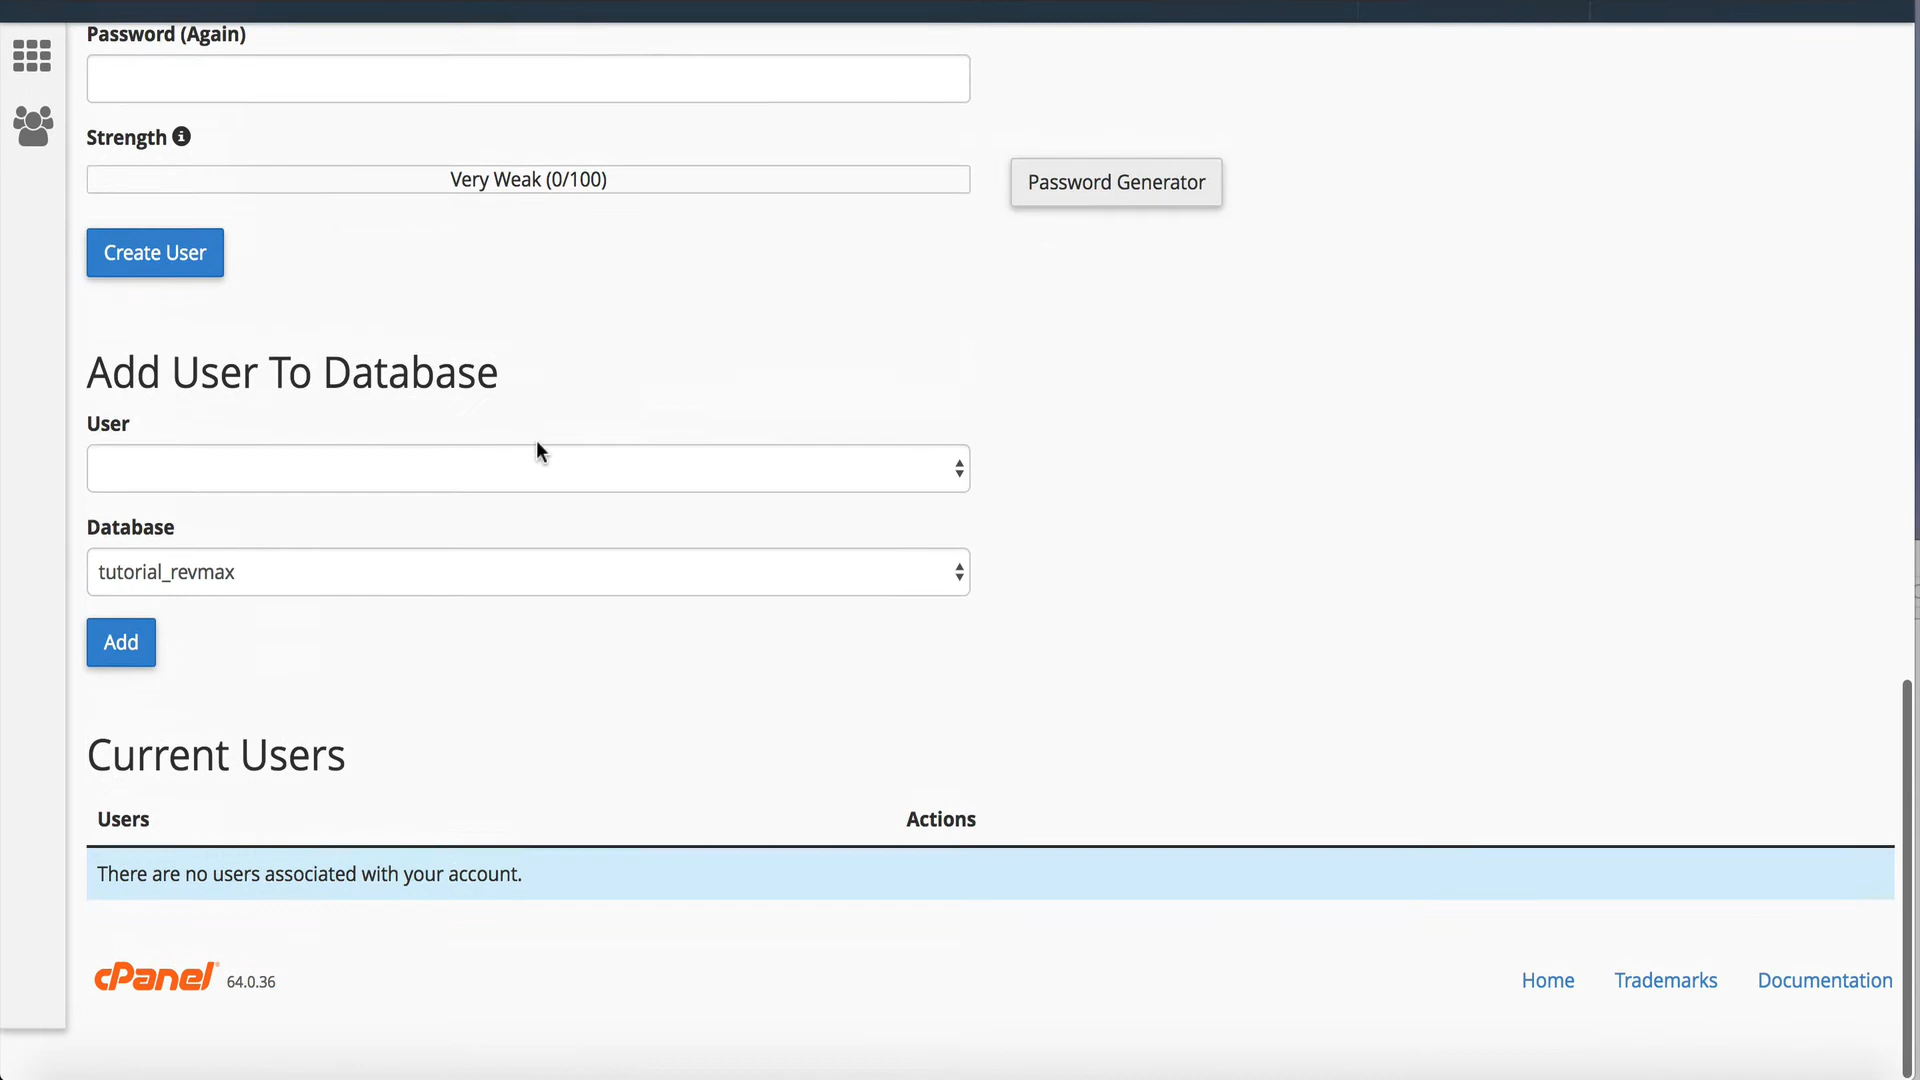 Password (Again)
Strength
Very Weak (0/100)
Password Generator
Create User
Add User To Database
User
Database
tutorial_revmax
Add
Current Users
Users Actions
There are no users associated with your account.
cPanel 64.0.36
Home Trademarks Documentation